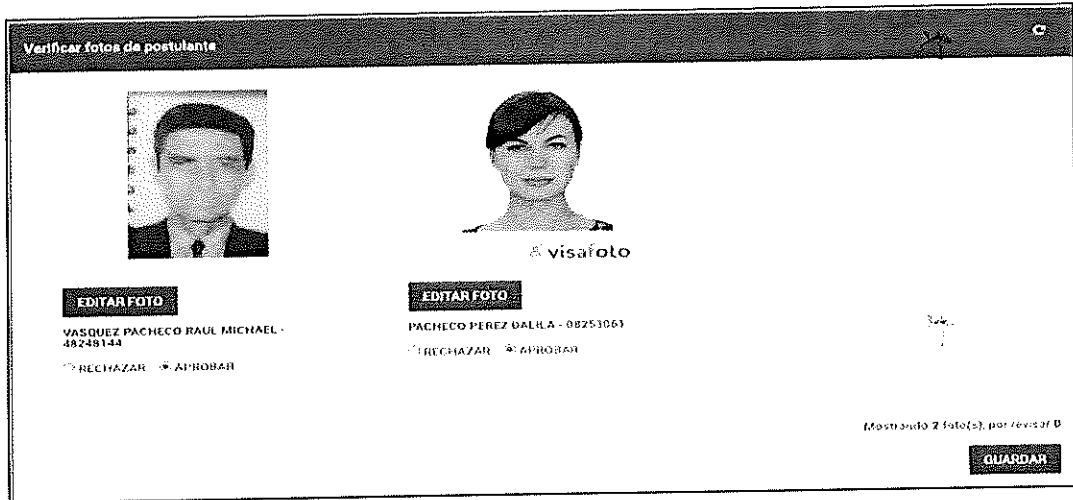 Verificar fotos de postulante
visafoto
EDITAR FOTO
EDITAR FOTO
VASQUEZ PACHECO RAUL MICHAEL -
48248144
PACHECO PEREZ DALILA - 08253061
RECHAZAR APROBAR
RECHAZAR APROBAR
Mostrando 2 foto(s), por revisar 0
GUARDAR